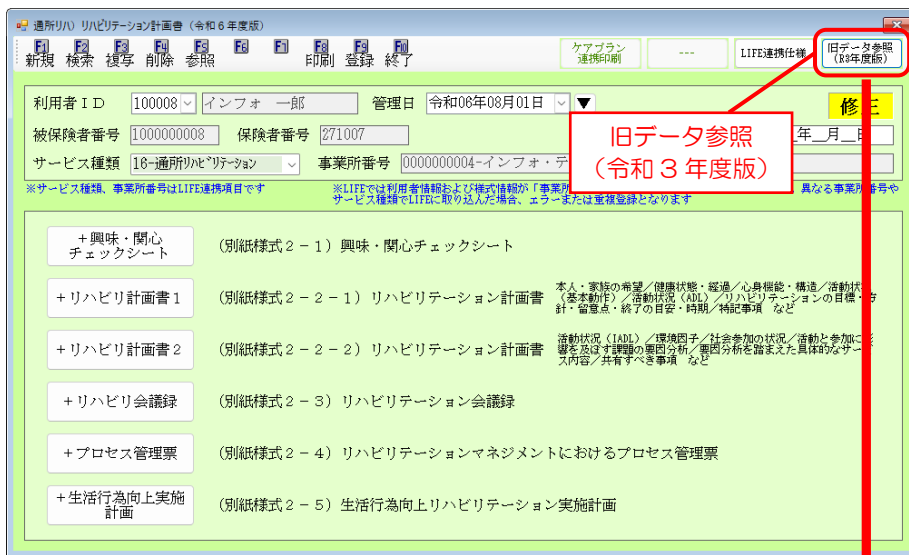 通所リハ) リハビリテーション計画書（令和６年度版）
F1 F2 F3 F4 F5 F6 F7 F8 F9 F10
新規 検索 複写 削除 参照 印刷 登録 終了
ケアプラン
連携印刷
---
LIFE連携仕様
旧データ参照
(R3年度版)
利用者ＩＤ 100008 インフォ 一郎 管理日 令和06年08月01日 ▼
修正
被保険者番号 1000000008 保険者番号 271007
年__月__日
サービス種類 16-通所リハビリテーション 事業所番号 0000000004-インフォ・テ
旧データ参照
（令和３年度版）
※サービス種類、事業所番号はLIFE連携項目です
※LIFEでは利用者情報および様式情報が「事業所
異なる事業所番号や
サービス種類でLIFEに取り込んだ場合、エラーまたは重複登録となります
+興味・関心
チェックシート
(別紙様式２－１) 興味・関心チェックシート
+リハビリ計画書１
(別紙様式２－２－１) リハビリテーション計画書
本人・家族の希望／健康状態・経過／心身機能・構造／活動状況
（基本動作）／活動状況（ADL）／リハビリテーションの目標・方
針・留意点・終了の目安・時期／特記事項 など
+リハビリ計画書２
(別紙様式２－２－２) リハビリテーション計画書
活動状況（IADL）／環境因子／社会参加の状況／活動と参加に影
響を及ぼす課題の要因分析／要因分析を踏まえた具体的なサービ
ス内容／共有すべき事項 など
+リハビリ会議録
(別紙様式２－３) リハビリテーション会議録
+プロセス管理票
(別紙様式２－４) リハビリテーションマネジメントにおけるプロセス管理票
+生活行為向上実施
計画
(別紙様式２－５) 生活行為向上リハビリテーション実施計画